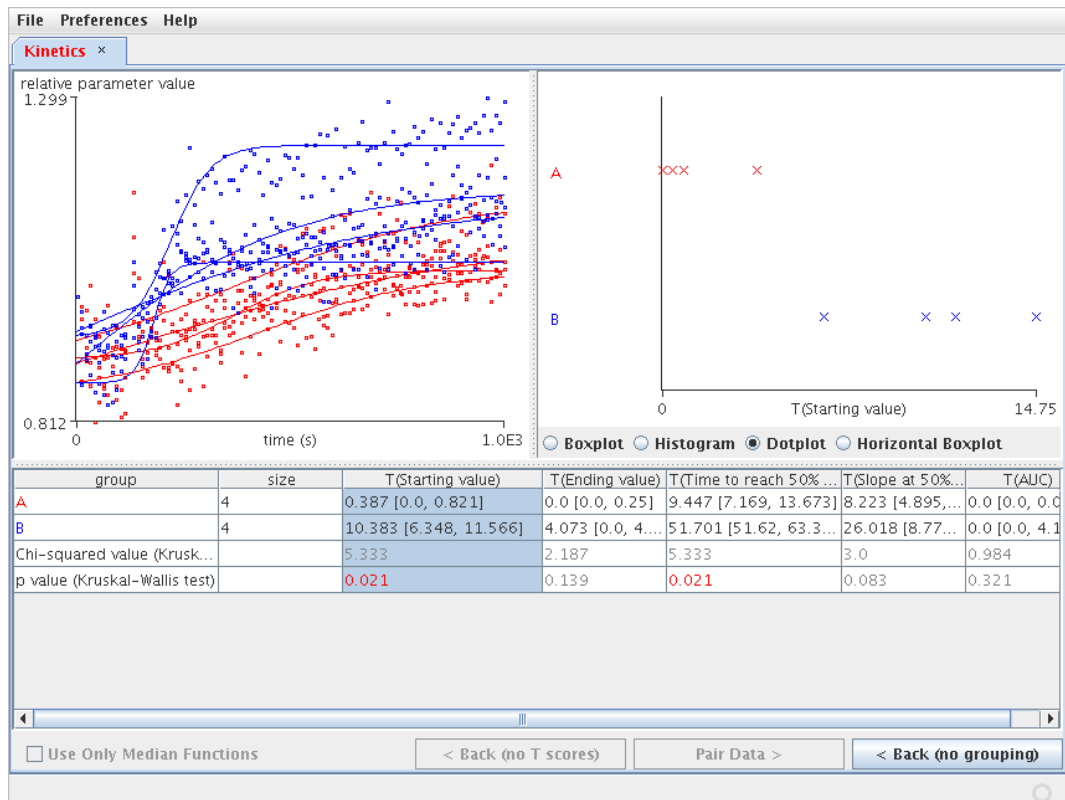 File Preferences Help
Kinetics ×
relative parameter value
1.299
0.812
0 time (s) 1.0E3
A
B
0 T(Starting value) 14.75
Boxplot Histogram Dotplot Horizontal Boxplot
group size T(Starting value) T(Ending value) T(Time to reach 50% ... T(Slope at 50%... T(AUC)
A 4 0.387 [0.0, 0.821] 0.0 [0.0, 0.25] 9.447 [7.169, 13.673] 8.223 [4.895,... 0.0 [0.0, 0.0
B 4 10.383 [6.348, 11.566] 4.073 [0.0, 4.... 51.701 [51.62, 63.3... 26.018 [8.77... 0.0 [0.0, 4.1
Chi-squared value (Krusk... 5.333 2.187 5.333 3.0 0.984
p value (Kruskal-Wallis test) 0.021 0.139 0.021 0.083 0.321
Use Only Median Functions < Back (no T scores) Pair Data > < Back (no grouping)